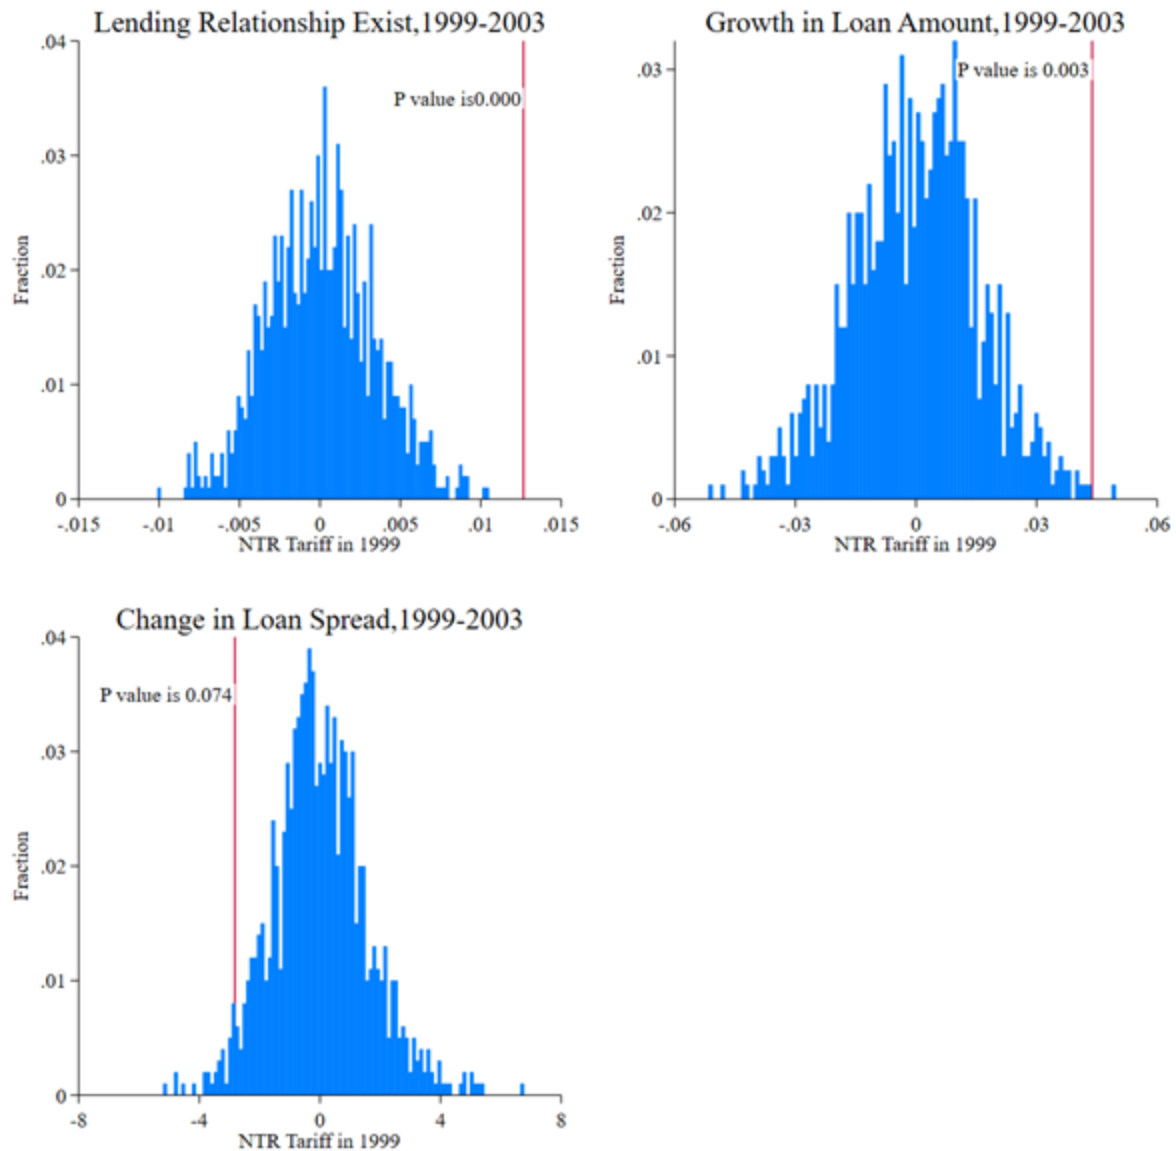 Lending Relationship Exist,1999-2003
.04
.03
.02
.01
0
Fraction
P value is0.000
-.015 -.01 -.005 0 .005 .01 .015
NTR Tariff in 1999
Growth in Loan Amount,1999-2003
.03
.02
.01
0
Fraction
P value is 0.003
-.06 -.03 0 .03 .06
NTR Tariff in 1999
Change in Loan Spread,1999-2003
.04
.03
.02
.01
0
Fraction
P value is 0.074
-8 -4 0 4 8
NTR Tariff in 1999